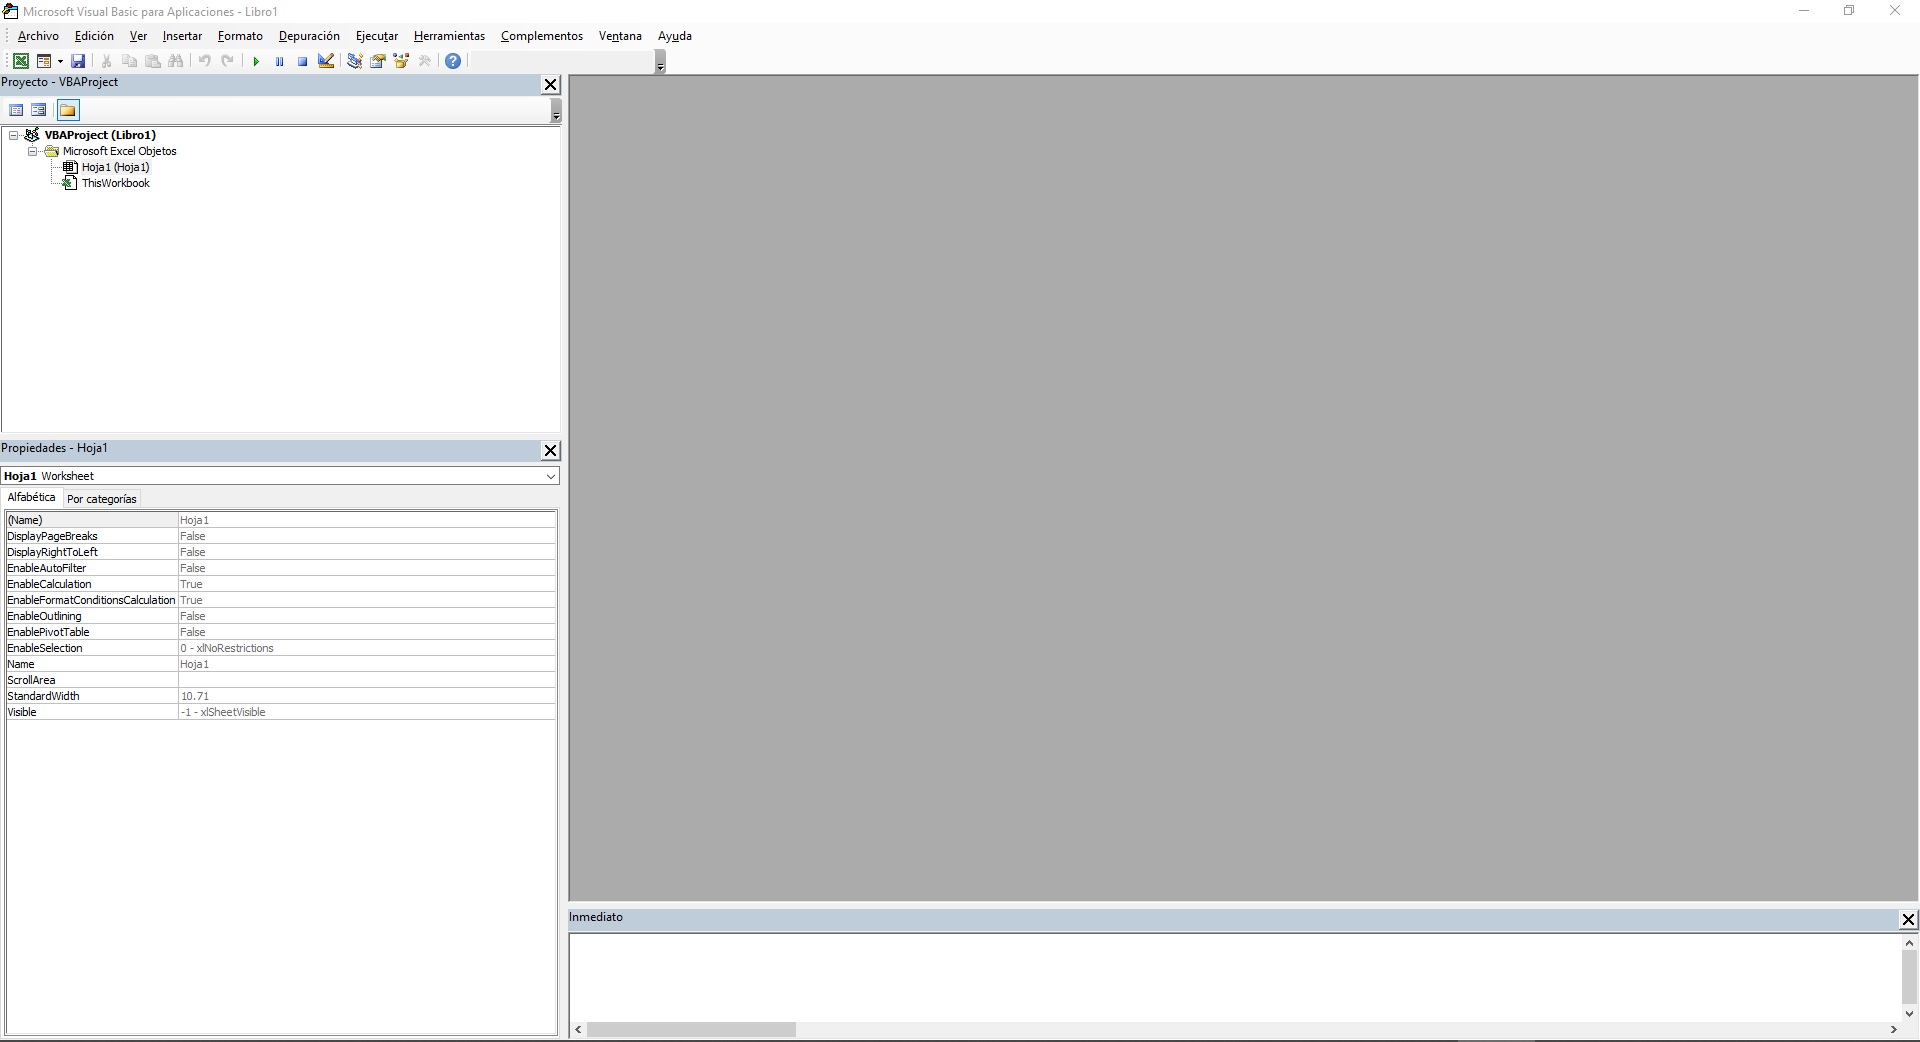 Microsoft Visual Basic para Aplicaciones - Libro1
Archivo Edición Ver Insertar Formato Depuración Ejecutar Herramientas Complementos Ventana Ayuda
Proyecto - VBAProject
VBAProject (Libro1)
Microsoft Excel Objetos
Hoja1 (Hoja1)
ThisWorkbook
Propiedades - Hoja1
Hoja1 Worksheet
Alfabética Por categorías
(Name) Hoja1
DisplayPageBreaks False
DisplayRightToLeft False
EnableAutoFilter False
EnableCalculation True
EnableFormatConditionsCalculation True
EnableOutlining False
EnablePivotTable False
EnableSelection 0 - xlNoRestrictions
Name Hoja1
ScrollArea
StandardWidth 10.71
Visible -1 - xlSheetVisible
Inmediato